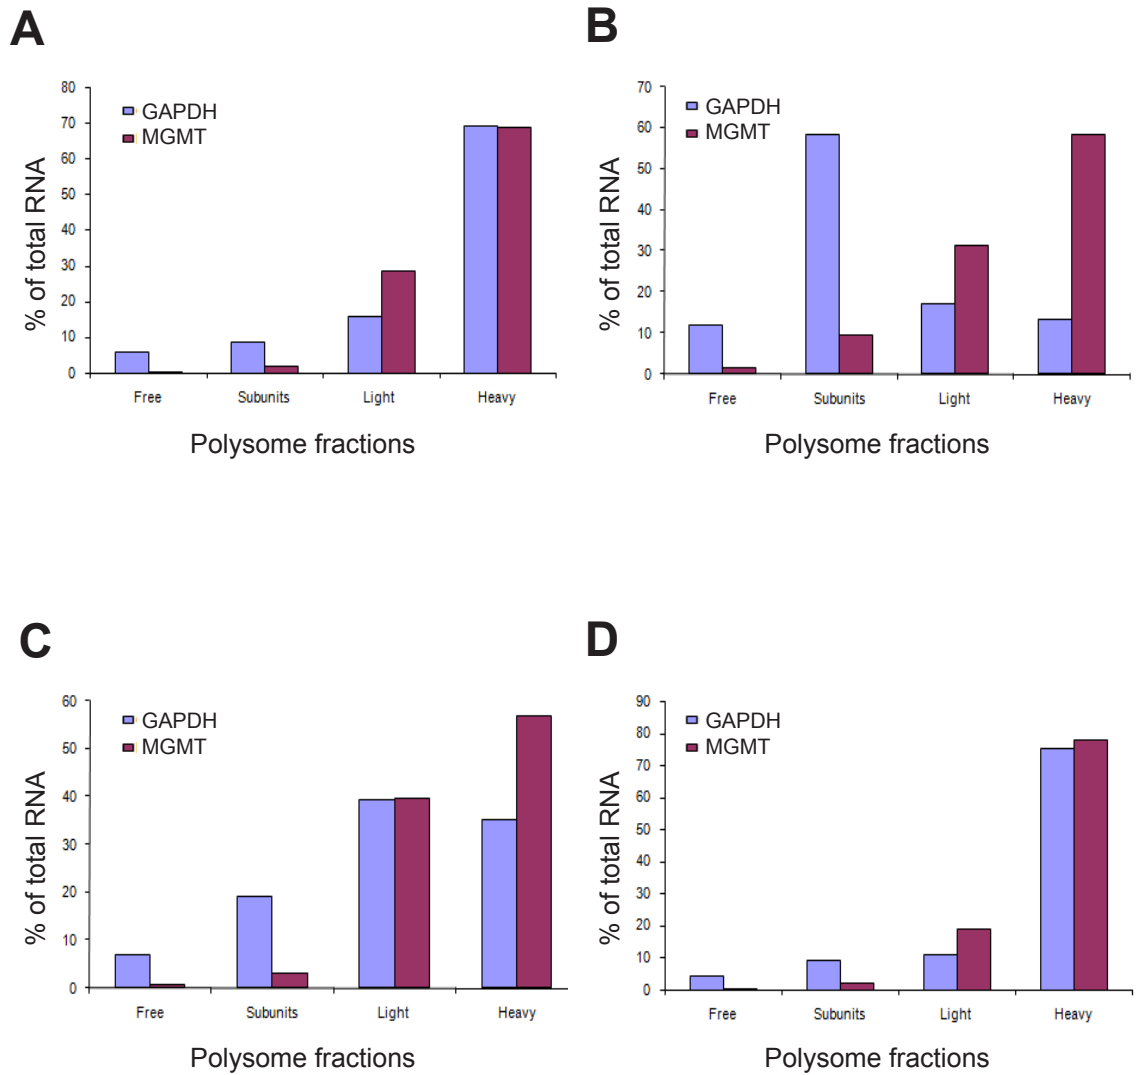 A
80
70
60
50
40
30
20
10
0
% of total RNA
GAPDH
MGMT
Free Subunits Light Heavy
Polysome fractions
B
70
60
50
40
30
20
10
0
% of total RNA
GAPDH
MGMT
Free Subunits Light Heavy
Polysome fractions
C
60
50
40
30
20
10
0
% of total RNA
GAPDH
MGMT
Free Subunits Light Heavy
Polysome fractions
D
90
80
70
60
50
40
30
20
10
0
% of total RNA
GAPDH
MGMT
Free Subunits Light Heavy
Polysome fractions